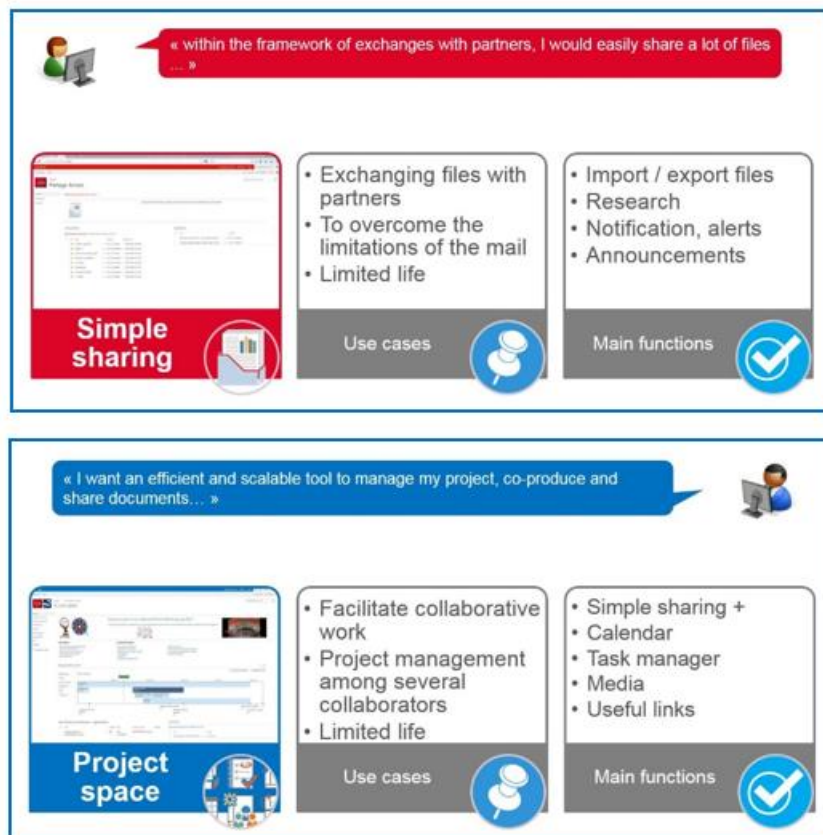 « within the framework of exchanges with partners, I would easily share a lot of files
… »
• Exchanging files with
partners
• To overcome the
limitations of the mail
• Limited life
• Import / export files
• Research
• Notification, alerts
• Announcements
Simple
sharing
Use cases
Main functions
« I want an efficient and scalable tool to manage my project, co-produce and
share documents… »
• Facilitate collaborative
work
• Project management
among several
collaborators
• Limited life
• Simple sharing +
• Calendar
• Task manager
• Media
• Useful links
Project
space
Use cases
Main functions